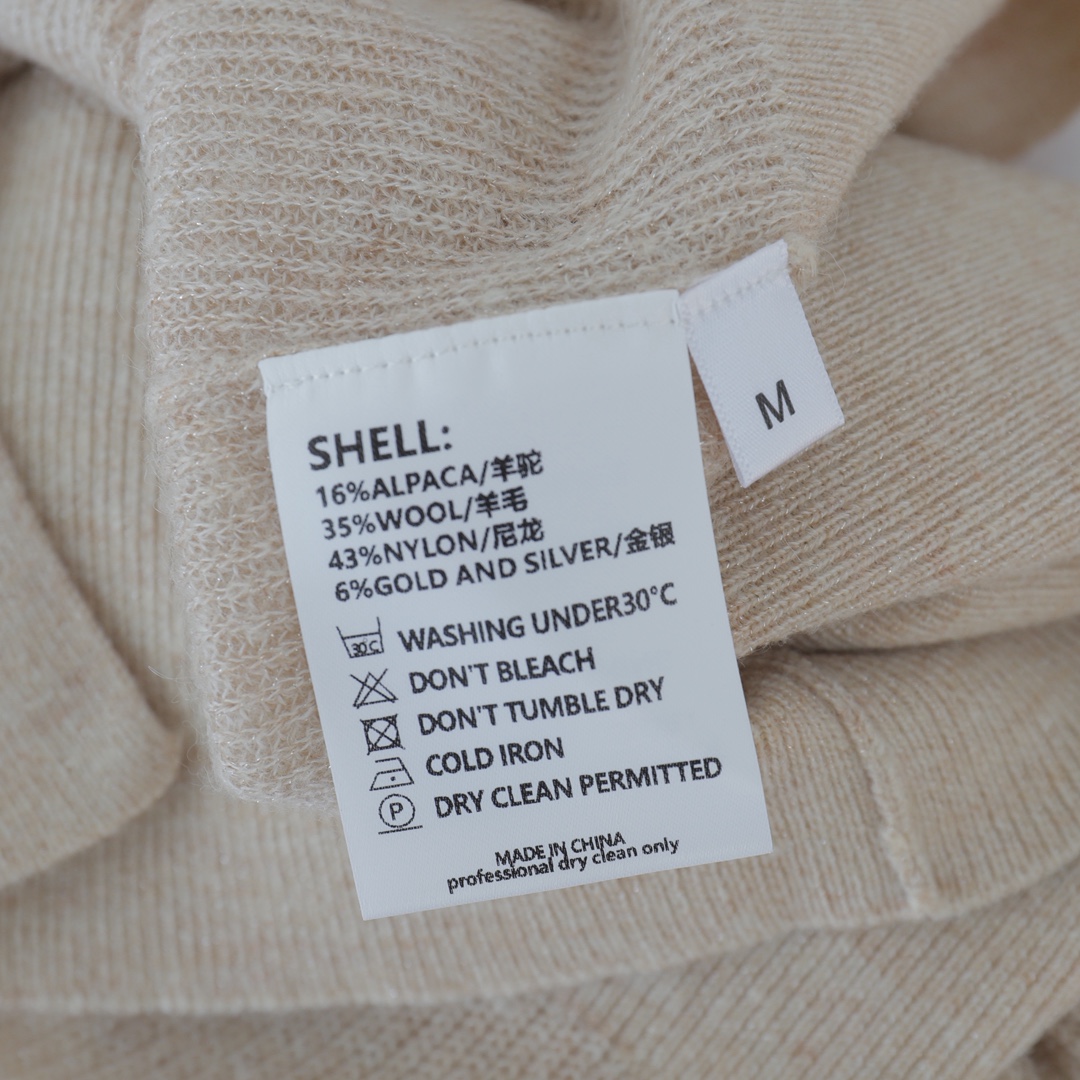 SHELL:
16%ALPACA/羊驼
35%WOOL/羊毛
43%NYLON/尼龙
6%GOLD AND SILVER/金银
30°C WASHING UNDER30°C
DON'T BLEACH
DON'T TUMBLE DRY
COLD IRON
P DRY CLEAN PERMITTED
MADE IN CHINA
professional dry clean only
M